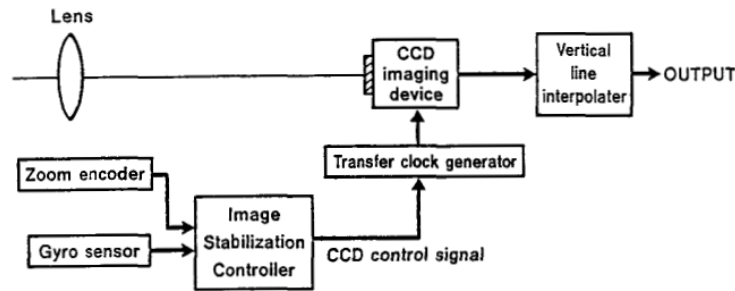 Lens
CCD
imaging
device
Vertical
line
interpolater
OUTPUT
Transfer clock generator
Zoom encoder
Gyro sensor
Image
Stabilization
Controller
CCD control signal